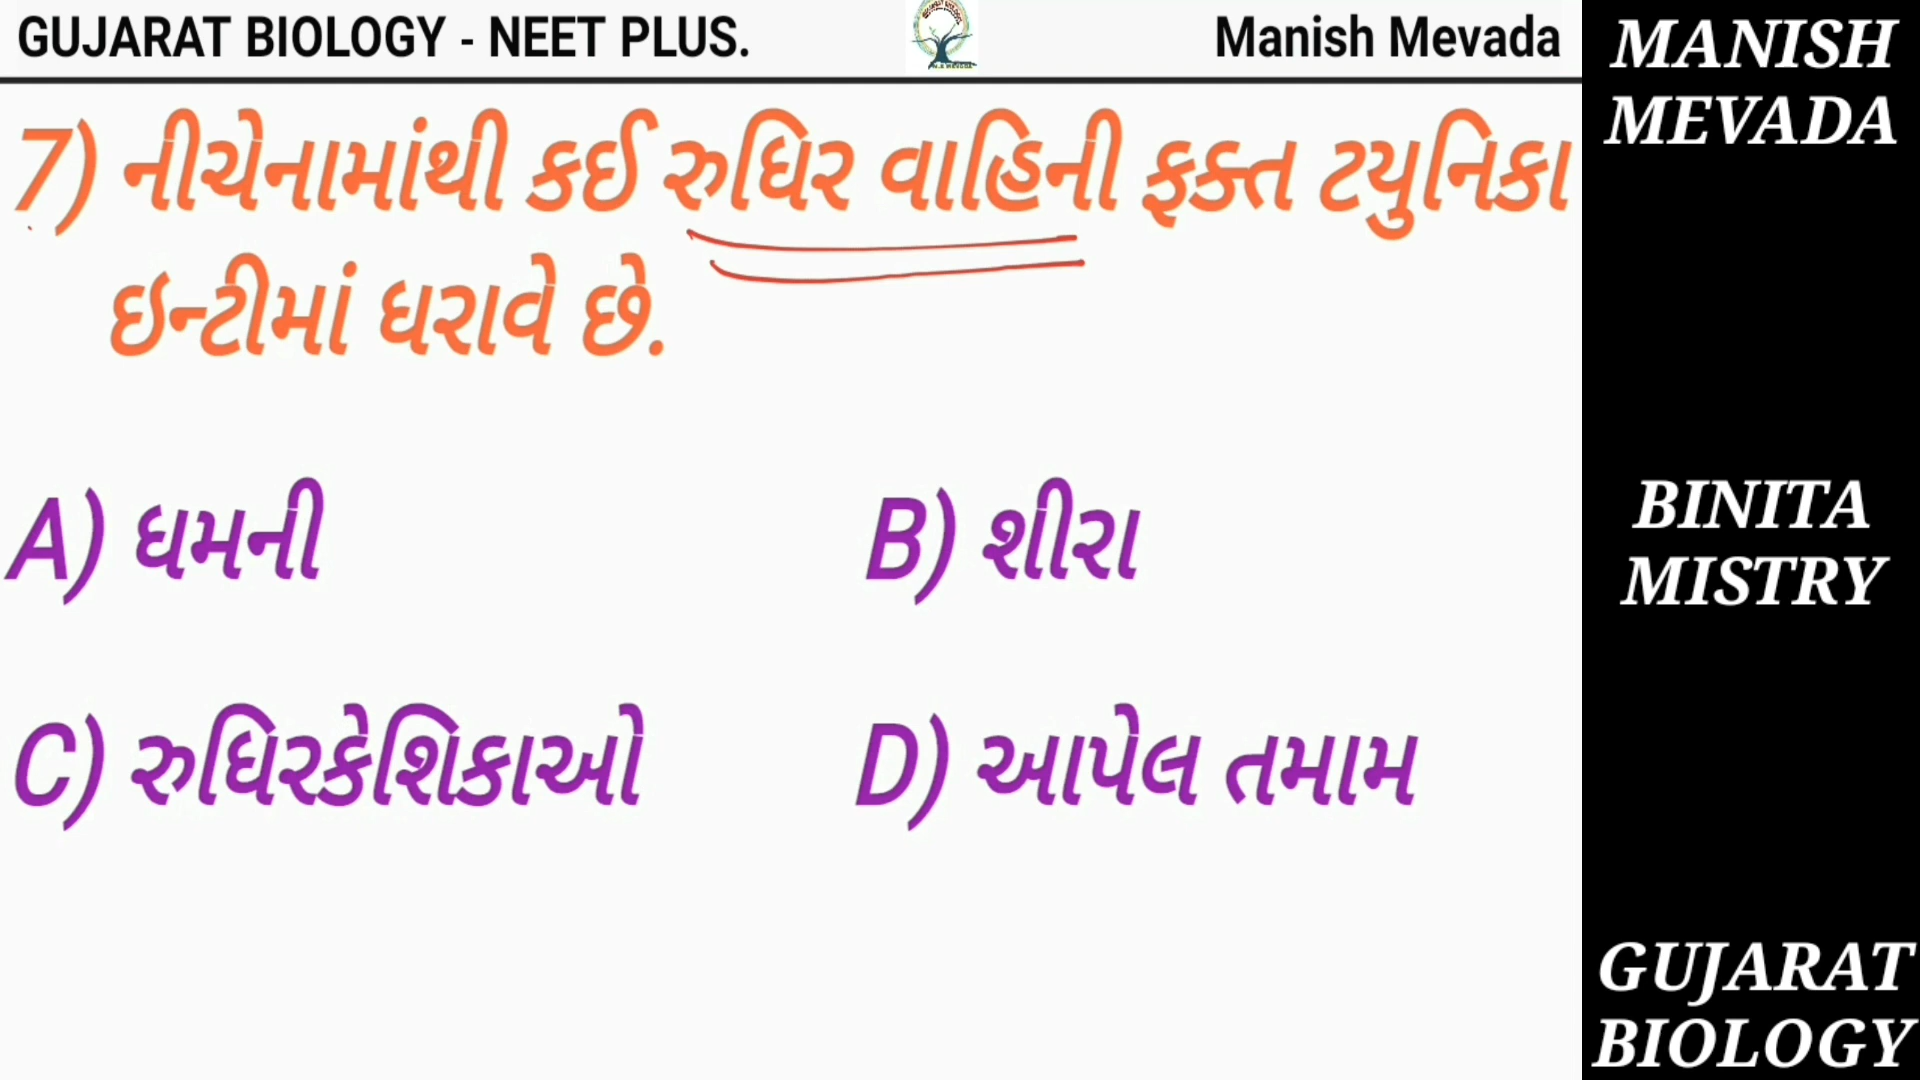 GUJARAT BIOLOGY - NEET PLUS.
Manish Mevada
7) નીચેનામાંથી કઈ રુધિર વાહિની ફક્ત ટયુનિકા
ઇન્ટીમાં ધરાવે છે.
A) ધમની
B) શીરા
C) રુધિરકેશિકાઓ
D) આપેલ તમામ
MANISH
MEVADA
BINITA
MISTRY
GUJARAT
BIOLOGY